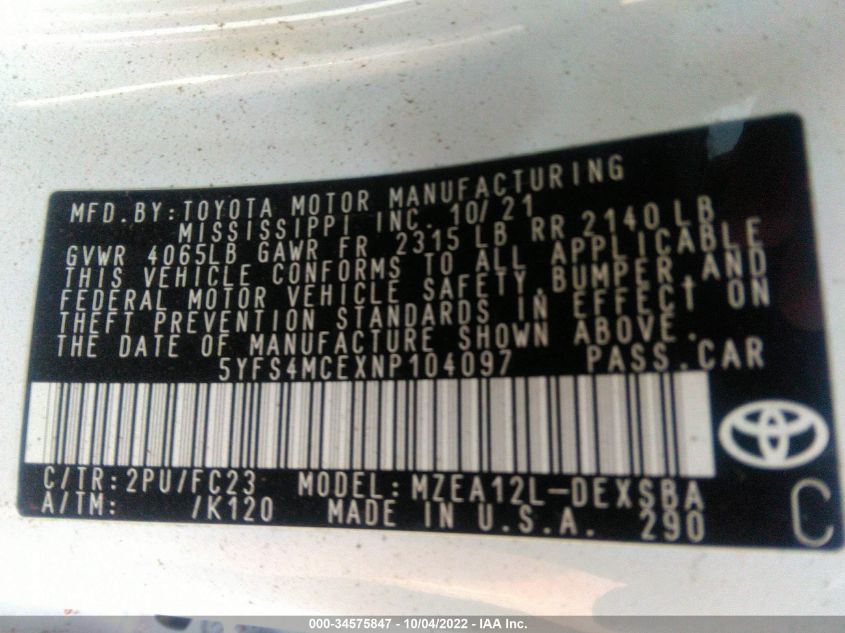 MFD.BY:TOYOTA MOTOR MANUFACTURING
MISSISSIPPI INC. 10/21
GVWR 4065LB GAWR FR 2315 LB RR 2140 LB
THIS VEHICLE CONFORMS TO ALL APPLICABLE
FEDERAL MOTOR VEHICLE SAFETY,BUMPER,AND
THEFT PREVENTION STANDARDS IN EFFECT ON
THE DATE OF MANUFACTURE SHOWN ABOVE.
5YFS4MCEXNP104097 PASS.CAR
C/TR:2PU/FC23 MODEL:MZEA12L-DEXSBA
A/TM: /K120 MADE IN U.S.A. 290
C
000-34575847 - 10/04/2022 - IAA Inc.